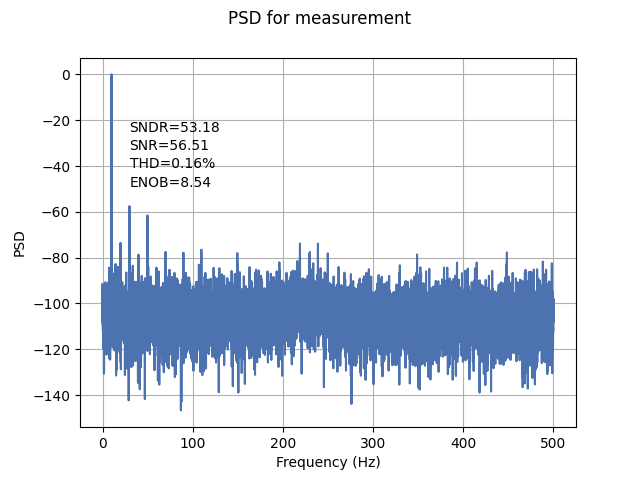 PSD for measurement
0
−20
−40
−60
−80
−100
−120
−140
PSD
SNDR=53.18
SNR=56.51
THD=0.16%
ENOB=8.54
0 100 200 300 400 500
Frequency (Hz)